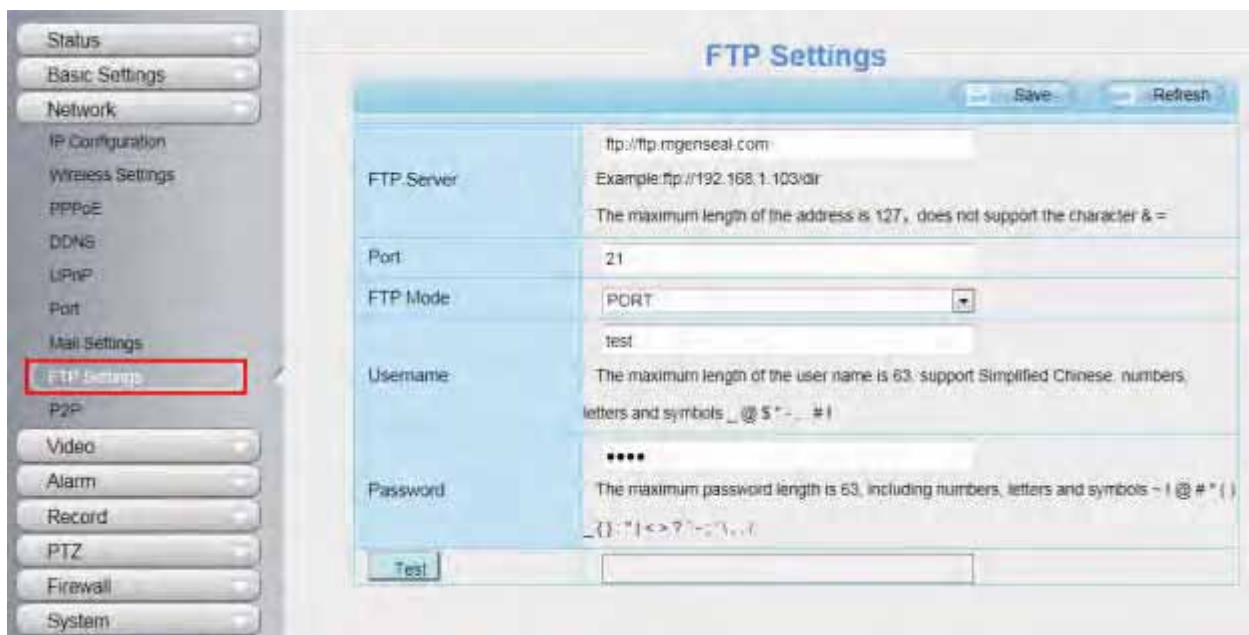 Status
Basic Settings
Network
IP Configuration
Wireless Settings
PPPoE
DDNS
UPnP
Port
Mail Settings
FTP Settings
P2P
Video
Alarm
Record
PTZ
Firewall
System
FTP Settings
Save
Refresh
FTP Server
ftp://ftp.mgenseal.com
Example:ftp://192.168.1.103/dir
The maximum length of the address is 127, does not support the character & =
Port
21
FTP Mode
PORT
Username
test
The maximum length of the user name is 63, support Simplified Chinese, numbers,
letters and symbols _ @ $ * - , . # !
Password
••••
The maximum password length is 63, including numbers, letters and symbols ~ ! @ # * ( )
Test